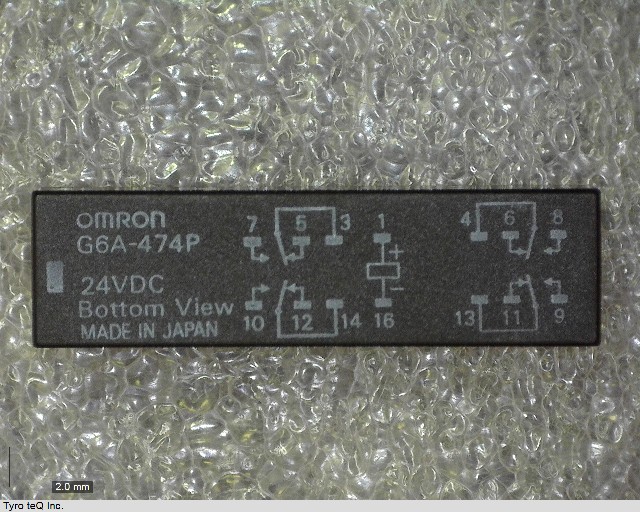 OMRON
G6A-474P
24VDC
Bottom View
MADE IN JAPAN
7 5 3 1 4 6 8
+
−
10 12 14 16 13 11 9
2.0 mm
Tyro teQ Inc.